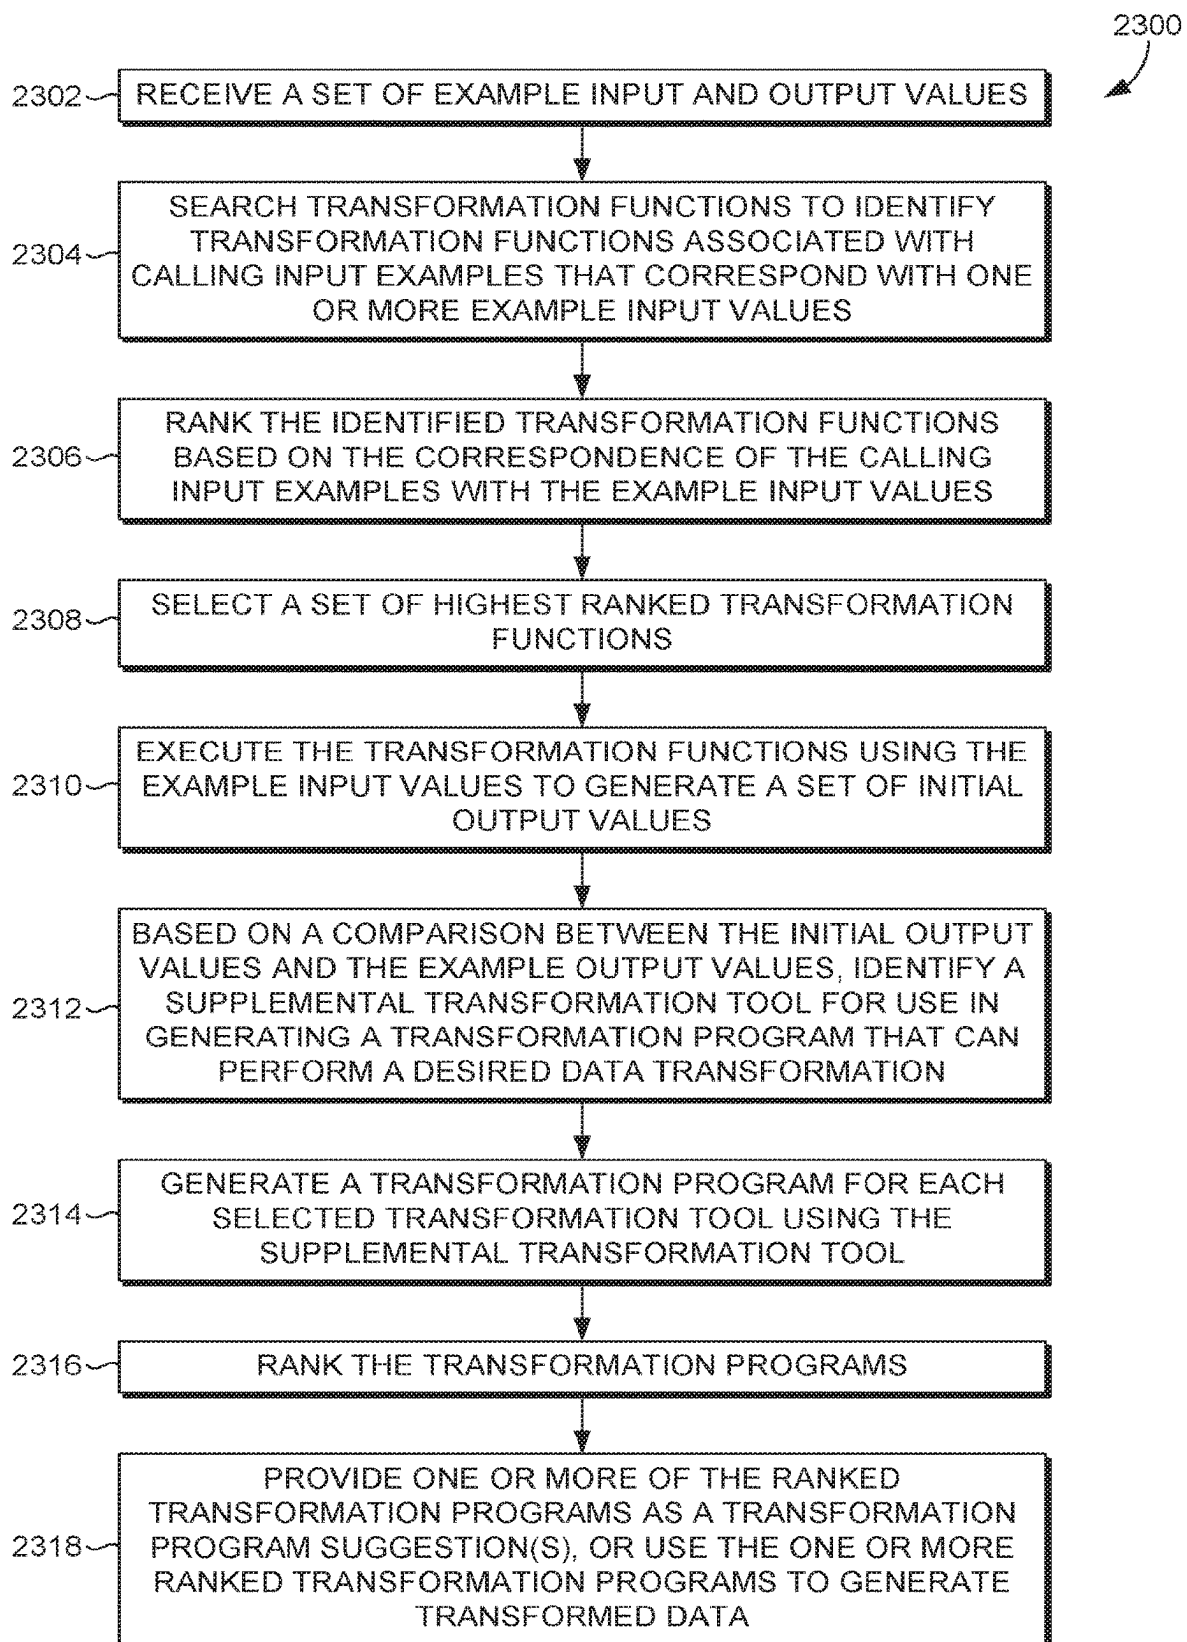 2300
2302
RECEIVE A SET OF EXAMPLE INPUT AND OUTPUT VALUES
2304
SEARCH TRANSFORMATION FUNCTIONS TO IDENTIFY
TRANSFORMATION FUNCTIONS ASSOCIATED WITH
CALLING INPUT EXAMPLES THAT CORRESPOND WITH ONE
OR MORE EXAMPLE INPUT VALUES
2306
RANK THE IDENTIFIED TRANSFORMATION FUNCTIONS
BASED ON THE CORRESPONDENCE OF THE CALLING
INPUT EXAMPLES WITH THE EXAMPLE INPUT VALUES
2308
SELECT A SET OF HIGHEST RANKED TRANSFORMATION
FUNCTIONS
2310
EXECUTE THE TRANSFORMATION FUNCTIONS USING THE
EXAMPLE INPUT VALUES TO GENERATE A SET OF INITIAL
OUTPUT VALUES
2312
BASED ON A COMPARISON BETWEEN THE INITIAL OUTPUT
VALUES AND THE EXAMPLE OUTPUT VALUES, IDENTIFY A
SUPPLEMENTAL TRANSFORMATION TOOL FOR USE IN
GENERATING A TRANSFORMATION PROGRAM THAT CAN
PERFORM A DESIRED DATA TRANSFORMATION
2314
GENERATE A TRANSFORMATION PROGRAM FOR EACH
SELECTED TRANSFORMATION TOOL USING THE
SUPPLEMENTAL TRANSFORMATION TOOL
2316
RANK THE TRANSFORMATION PROGRAMS
2318
PROVIDE ONE OR MORE OF THE RANKED
TRANSFORMATION PROGRAMS AS A TRANSFORMATION
PROGRAM SUGGESTION(S), OR USE THE ONE OR MORE
RANKED TRANSFORMATION PROGRAMS TO GENERATE
TRANSFORMED DATA